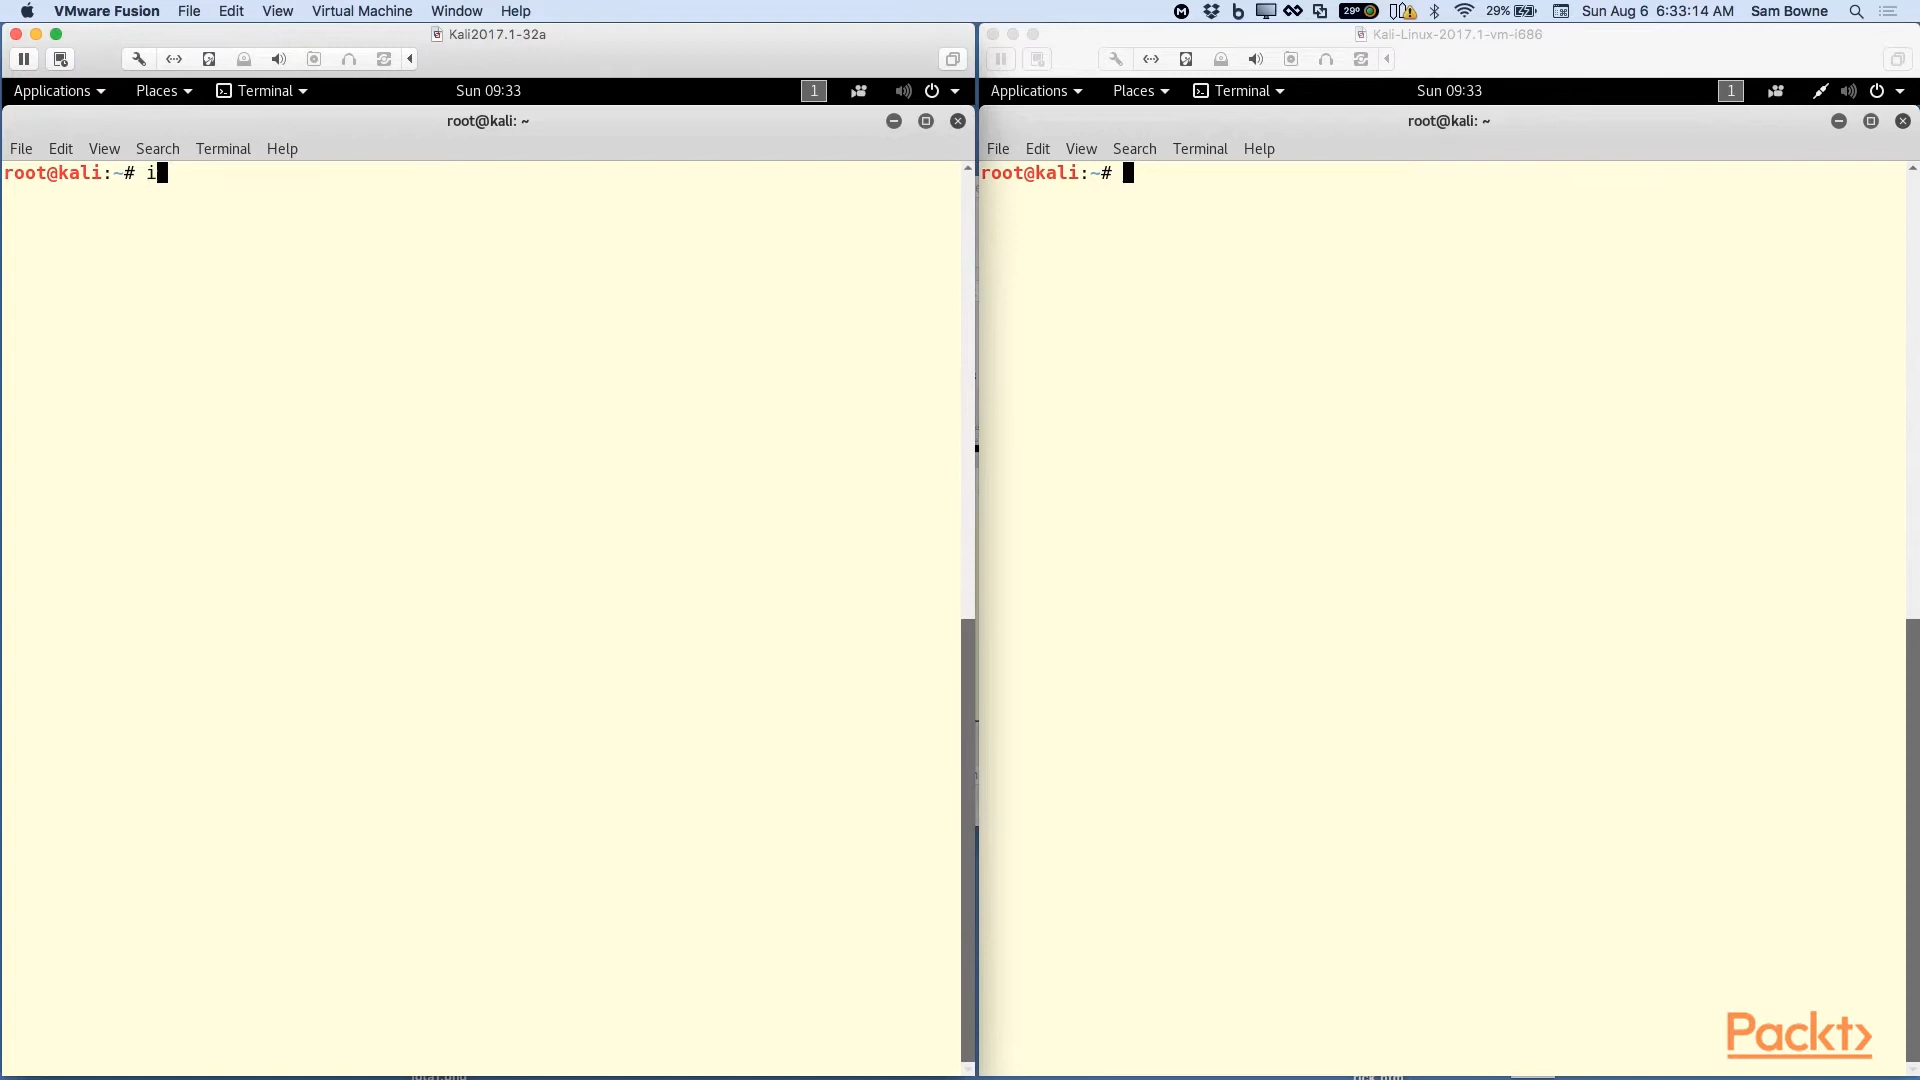 VMware Fusion File Edit View Virtual Machine Window Help 29° 29% Sun Aug 6 6:33:14 AM Sam Bowne
Kali2017.1-32a
Applications Places Terminal Sun 09:33 1
root@kali: ~
File Edit View Search Terminal Help
root@kali:~# i
Kali-Linux-2017.1-vm-i686
Applications Places Terminal Sun 09:33 1
root@kali: ~
File Edit View Search Terminal Help
root@kali:~#
Packt>